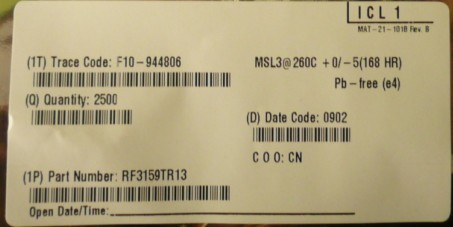 ICL 1
MAT-21-1018 Rev. B
(1T) Trace Code: F10-944806
MSL3@260C +0/-5(168 HR)
Pb-free (e4)
(Q) Quantity: 2500
(D) Date Code: 0902
C O O: CN
(1P) Part Number: RF3159TR13
Open Date/Time: